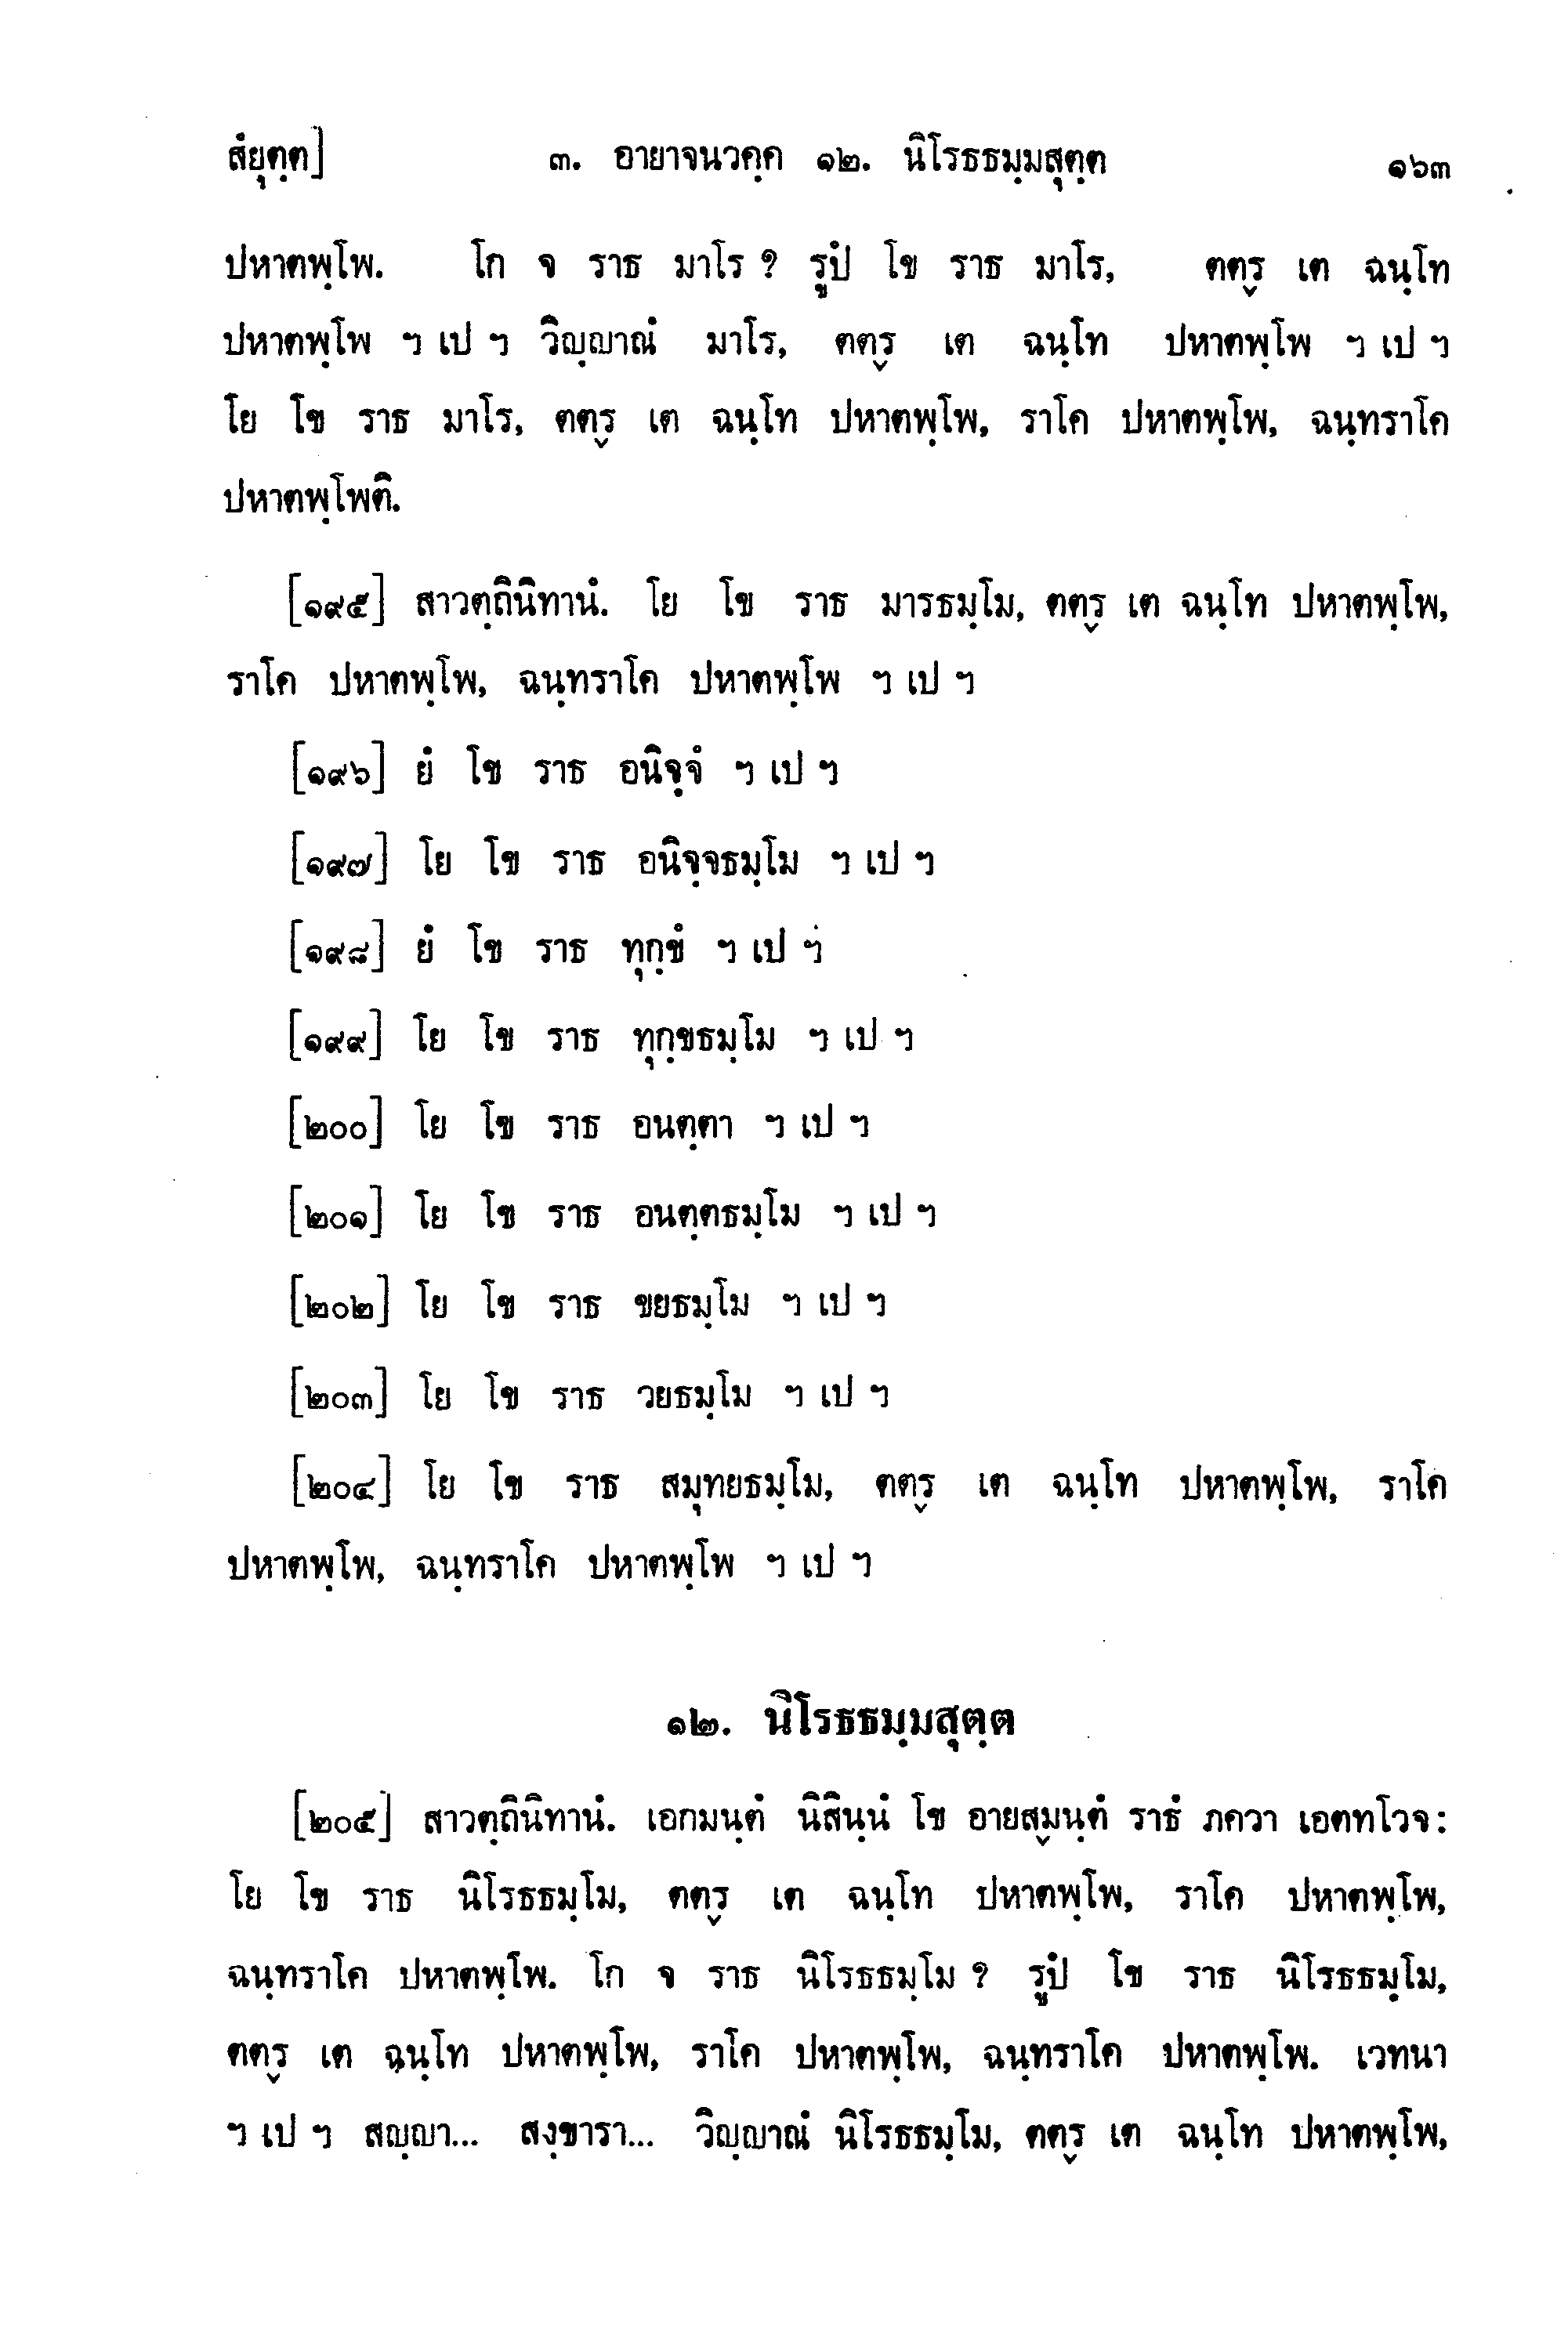 สํยุตฺต]	๓. อายาจนวคฺค ๑๒. นิโรธธมฺมสุตฺต	๑๖๓
ปหาตพฺโพ. โก จ ราธ มาโร ? รูปํ โข ราธ มาโร, ตตร๎ เต ฉนฺโท
ปหาตพฺโพ ฯ เป ฯ วิญฺญาณํ มาโร, ตตร๎ เต ฉนฺโท ปหาตพฺโพ ฯ เป ฯ
โย โข ราธ มาโร, ตตร๎ เต ฉนฺโท ปหาตพฺโพ, ราโค ปหาตพฺโพ, ฉนฺทราโค
ปหาตพฺโพติ.
[๑๙๕] สาวตฺถินิทานํ. โย โข ราธ มารธมฺโม, ตตร๎ เต ฉนฺโท ปหาตพฺโพ,
ราโค ปหาตพฺโพ, ฉนฺทราโค ปหาตพฺโพ ฯ เป ฯ
[๑๙๖] ยํ โข ราธ อนิจฺจํ ฯ เป ฯ
[๑๙๗] โย โข ราธ อนิจฺจธมฺโม ฯ เป ฯ
[๑๙๘] ยํ โข ราธ ทุกฺขํ ฯ เป ฯ
[๑๙๙] โย โข ราธ ทุกฺขธมฺโม ฯ เป ฯ
[๒๐๐] โย โข ราธ อนตฺตา ฯ เป ฯ
[๒๐๑] โย โข ราธ อนตฺตธมฺโม ฯ เป ฯ
[๒๐๒] โย โข ราธ ขยธมฺโม ฯ เป ฯ
[๒๐๓] โย โข ราธ วยธมฺโม ฯ เป ฯ
[๒๐๔] โย โข ราธ สมุทยธมฺโม, ตตร๎ เต ฉนฺโท ปหาตพฺโพ, ราโค
ปหาตพฺโพ, ฉนฺทราโค ปหาตพฺโพ ฯ เป ฯ
๑๒. นิโรธธมฺมสุตฺต
[๒๐๕] สาวตฺถินิทานํ. เอกมนฺตํ นิสินฺนํ โข อายสม๎นฺตํ ราธํ ภควา เอตทโวจ:
โย โข ราธ นิโรธธมฺโม, ตตร๎ เต ฉนฺโท ปหาตพฺโพ, ราโค ปหาตพฺโพ,
ฉนฺทราโค ปหาตพฺโพ. โก จ ราธ นิโรธธมฺโม ? รูปํ โข ราธ นิโรธธมฺโม,
ตตร๎ เต ฉนฺโท ปหาตพฺโพ, ราโค ปหาตพฺโพ, ฉนฺทราโค ปหาตพฺโพ. เวทนา
ฯ เป ฯ สญฺญา... สงฺขารา... วิญฺญาณํ นิโรธธมฺโม, ตตร๎ เต ฉนฺโท ปหาตพฺโพ,